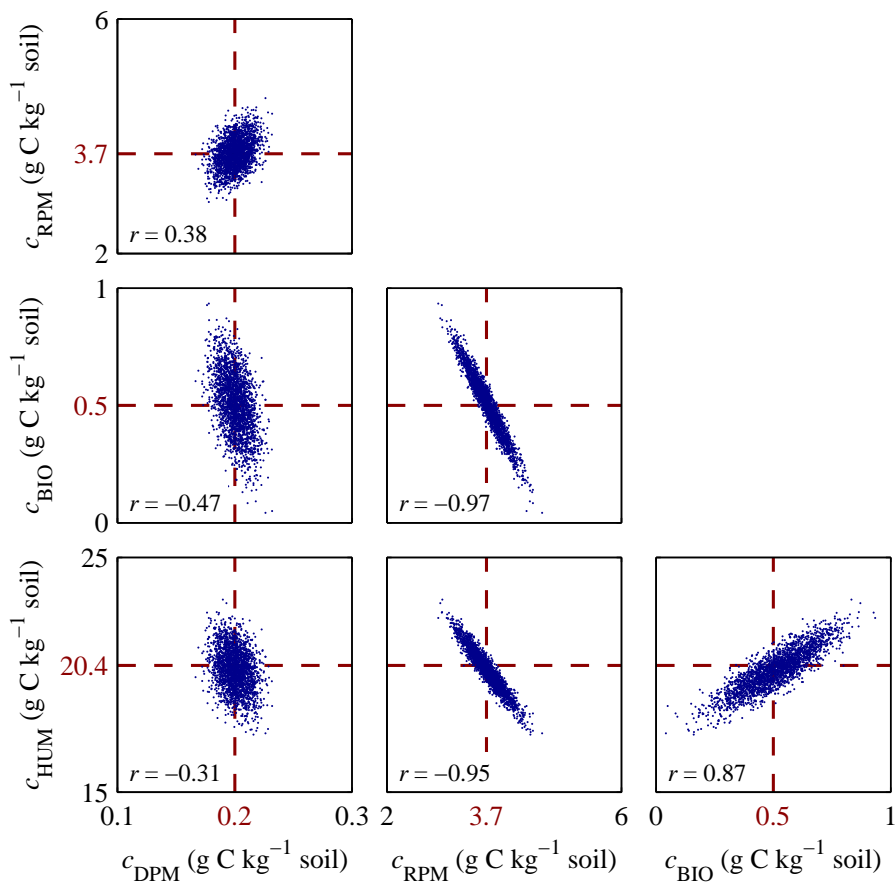 6
c_RPM (g C kg⁻¹ soil)
3.7
r = 0.38
2
1
c_BIO (g C kg⁻¹ soil)
0.5
r = −0.47
r = −0.97
0
25
c_HUM (g C kg⁻¹ soil)
20.4
r = −0.31
r = −0.95
r = 0.87
15
0.1 0.2 0.3 2 3.7 6 0 0.5 1
c_DPM (g C kg⁻¹ soil) c_RPM (g C kg⁻¹ soil) c_BIO (g C kg⁻¹ soil)